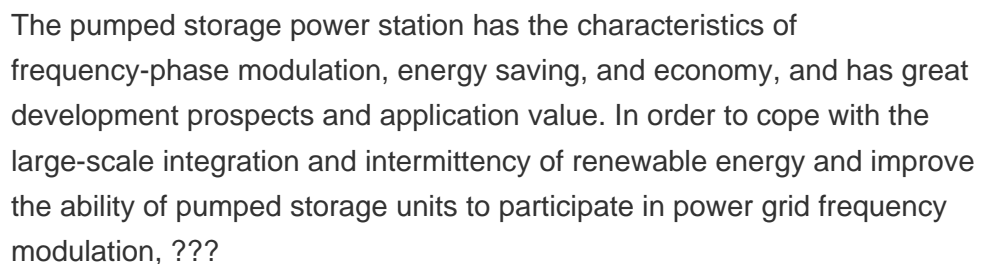 The pumped storage power station has the characteristics of
frequency-phase modulation, energy saving, and economy, and has great
development prospects and application value. In order to cope with the
large-scale integration and intermittency of renewable energy and improve
the ability of pumped storage units to participate in power grid frequency
modulation, ???